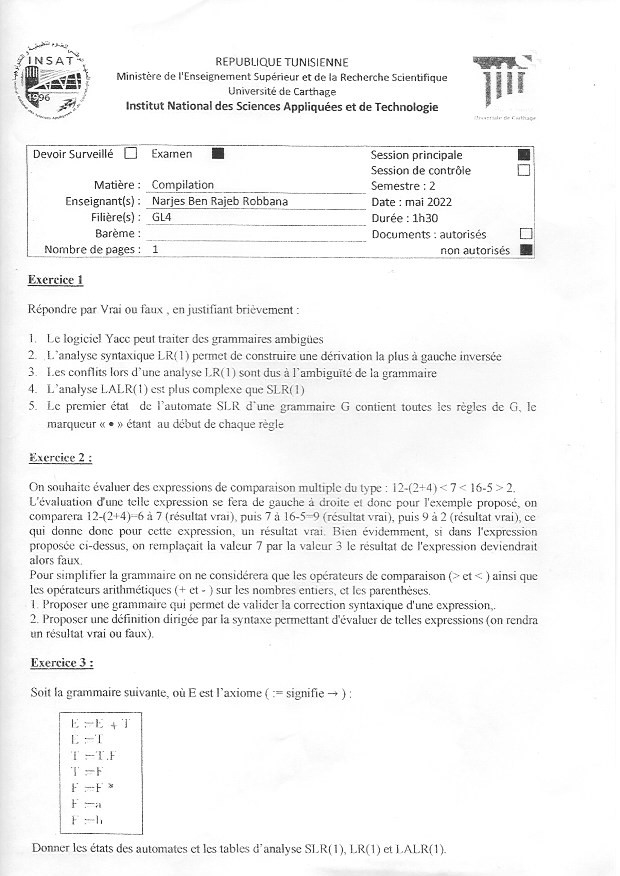 INSAT
1996
REPUBLIQUE TUNISIENNE
Ministère de l'Enseignement Supérieur et de la Recherche Scientifique
Université de Carthage
Institut National des Sciences Appliquées et de Technologie
Université de Carthage
Devoir Surveillé ☐ Examen ■ Session principale ■
Session de contrôle ☐
Matière : Compilation Semestre : 2
Enseignant(s) : Narjes Ben Rajeb Robbana Date : mai 2022
Filière(s) : GL4 Durée : 1h30
Barème : Documents : autorisés ☐
Nombre de pages : 1 non autorisés ■
Exercice 1
Répondre par Vrai ou faux , en justifiant brièvement :
1. Le logiciel Yacc peut traiter des grammaires ambigües
2. L'analyse syntaxique LR(1) permet de construire une dérivation la plus à gauche inversée
3. Les conflits lors d'une analyse LR(1) sont dus à l'ambiguïté de la grammaire
4. L'analyse LALR(1) est plus complexe que SLR(1)
5. Le premier état de l'automate SLR d'une grammaire G contient toutes les règles de G, le
marqueur « • » étant au début de chaque règle
Exercice 2 :
On souhaite évaluer des expressions de comparaison multiple du type : 12-(2+4) < 7 < 16-5 > 2.
L'évaluation d'une telle expression se fera de gauche à droite et donc pour l'exemple proposé, on
comparera 12-(2+4)=6 à 7 (résultat vrai), puis 7 à 16-5=9 (résultat vrai), puis 9 à 2 (résultat vrai), ce
qui donne donc pour cette expression, un résultat vrai. Bien évidemment, si dans l'expression
proposée ci-dessus, on remplaçait la valeur 7 par la valeur 3 le résultat de l'expression deviendrait
alors faux.
Pour simplifier la grammaire on ne considérera que les opérateurs de comparaison (> et < ) ainsi que
les opérateurs arithmétiques (+ et - ) sur les nombres entiers, et les parenthèses.
1. Proposer une grammaire qui permet de valider la correction syntaxique d'une expression,.
2. Proposer une définition dirigée par la syntaxe permettant d'évaluer de telles expressions (on rendra
un résultat vrai ou faux).
Exercice 3 :
Soit la grammaire suivante, où E est l'axiome ( := signifie → ) :
E :=E + T
E :=T
T :=T.F
T :=F
F :=F *
F :=a
F :=b
Donner les états des automates et les tables d'analyse SLR(1), LR(1) et LALR(1).